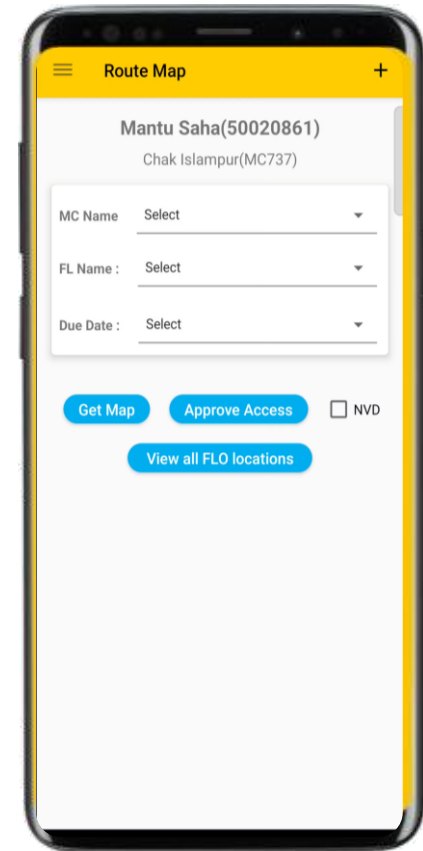 Route Map +
Mantu Saha(50020861)
Chak Islampur(MC737)
MC Name Select
FL Name : Select
Due Date : Select
Get Map Approve Access NVD
View all FLO locations